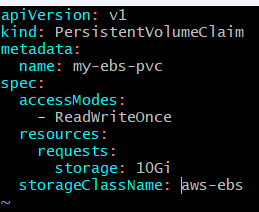 apiVersion: v1
kind: PersistentVolumeClaim
metadata:
  name: my-ebs-pvc
spec:
  accessModes:
    - ReadWriteOnce
  resources:
    requests:
      storage: 10Gi
  storageClassName: aws-ebs
~